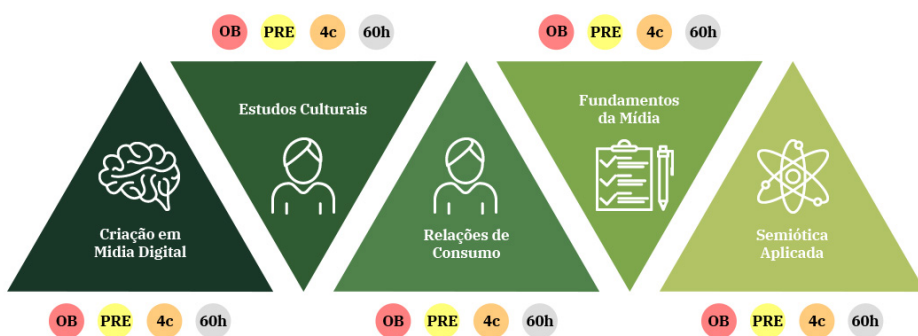 OB PRE 4c 60h
OB PRE 4c 60h
Estudos Culturais
Fundamentos
da Mídia
Criação em
Midia Digital
Relações de
Consumo
Semiótica
Aplicada
OB PRE 4c 60h
OB PRE 4c 60h
OB PRE 4c 60h